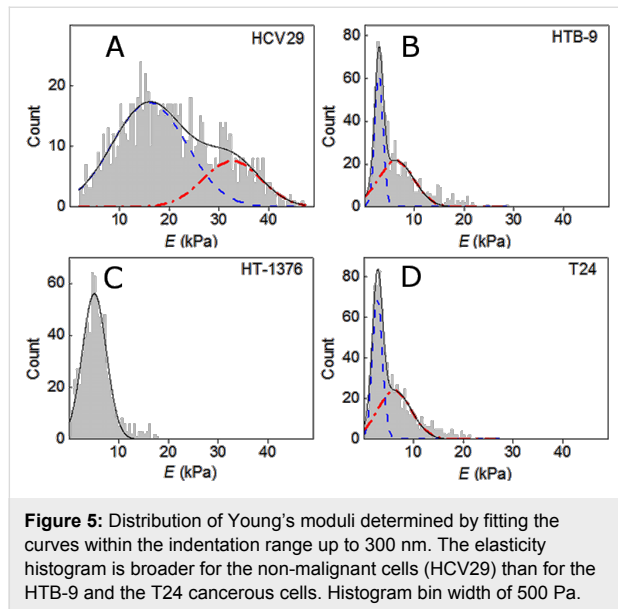 A
HCV29
20
10
0
Count
10 20 30 40
E (kPa)
B
HTB-9
80
60
40
20
0
Count
10 20 30 40
E (kPa)
C
HT-1376
60
40
20
0
Count
10 20 30 40
E (kPa)
D
T24
80
60
40
20
0
Count
10 20 30 40
E (kPa)
Figure 5: Distribution of Young’s moduli determined by fitting the
curves within the indentation range up to 300 nm. The elasticity
histogram is broader for the non-malignant cells (HCV29) than for the
HTB-9 and the T24 cancerous cells. Histogram bin width of 500 Pa.